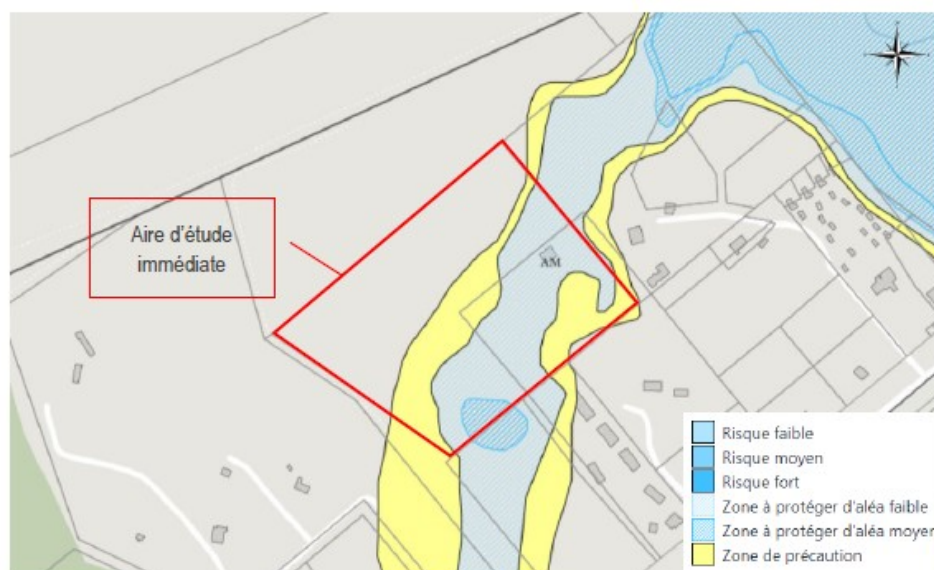 Aire d'étude
immédiate
AM
Risque faible
Risque moyen
Risque fort
Zone à protéger d'aléa faible
Zone à protéger d'aléa moyen
Zone de précaution